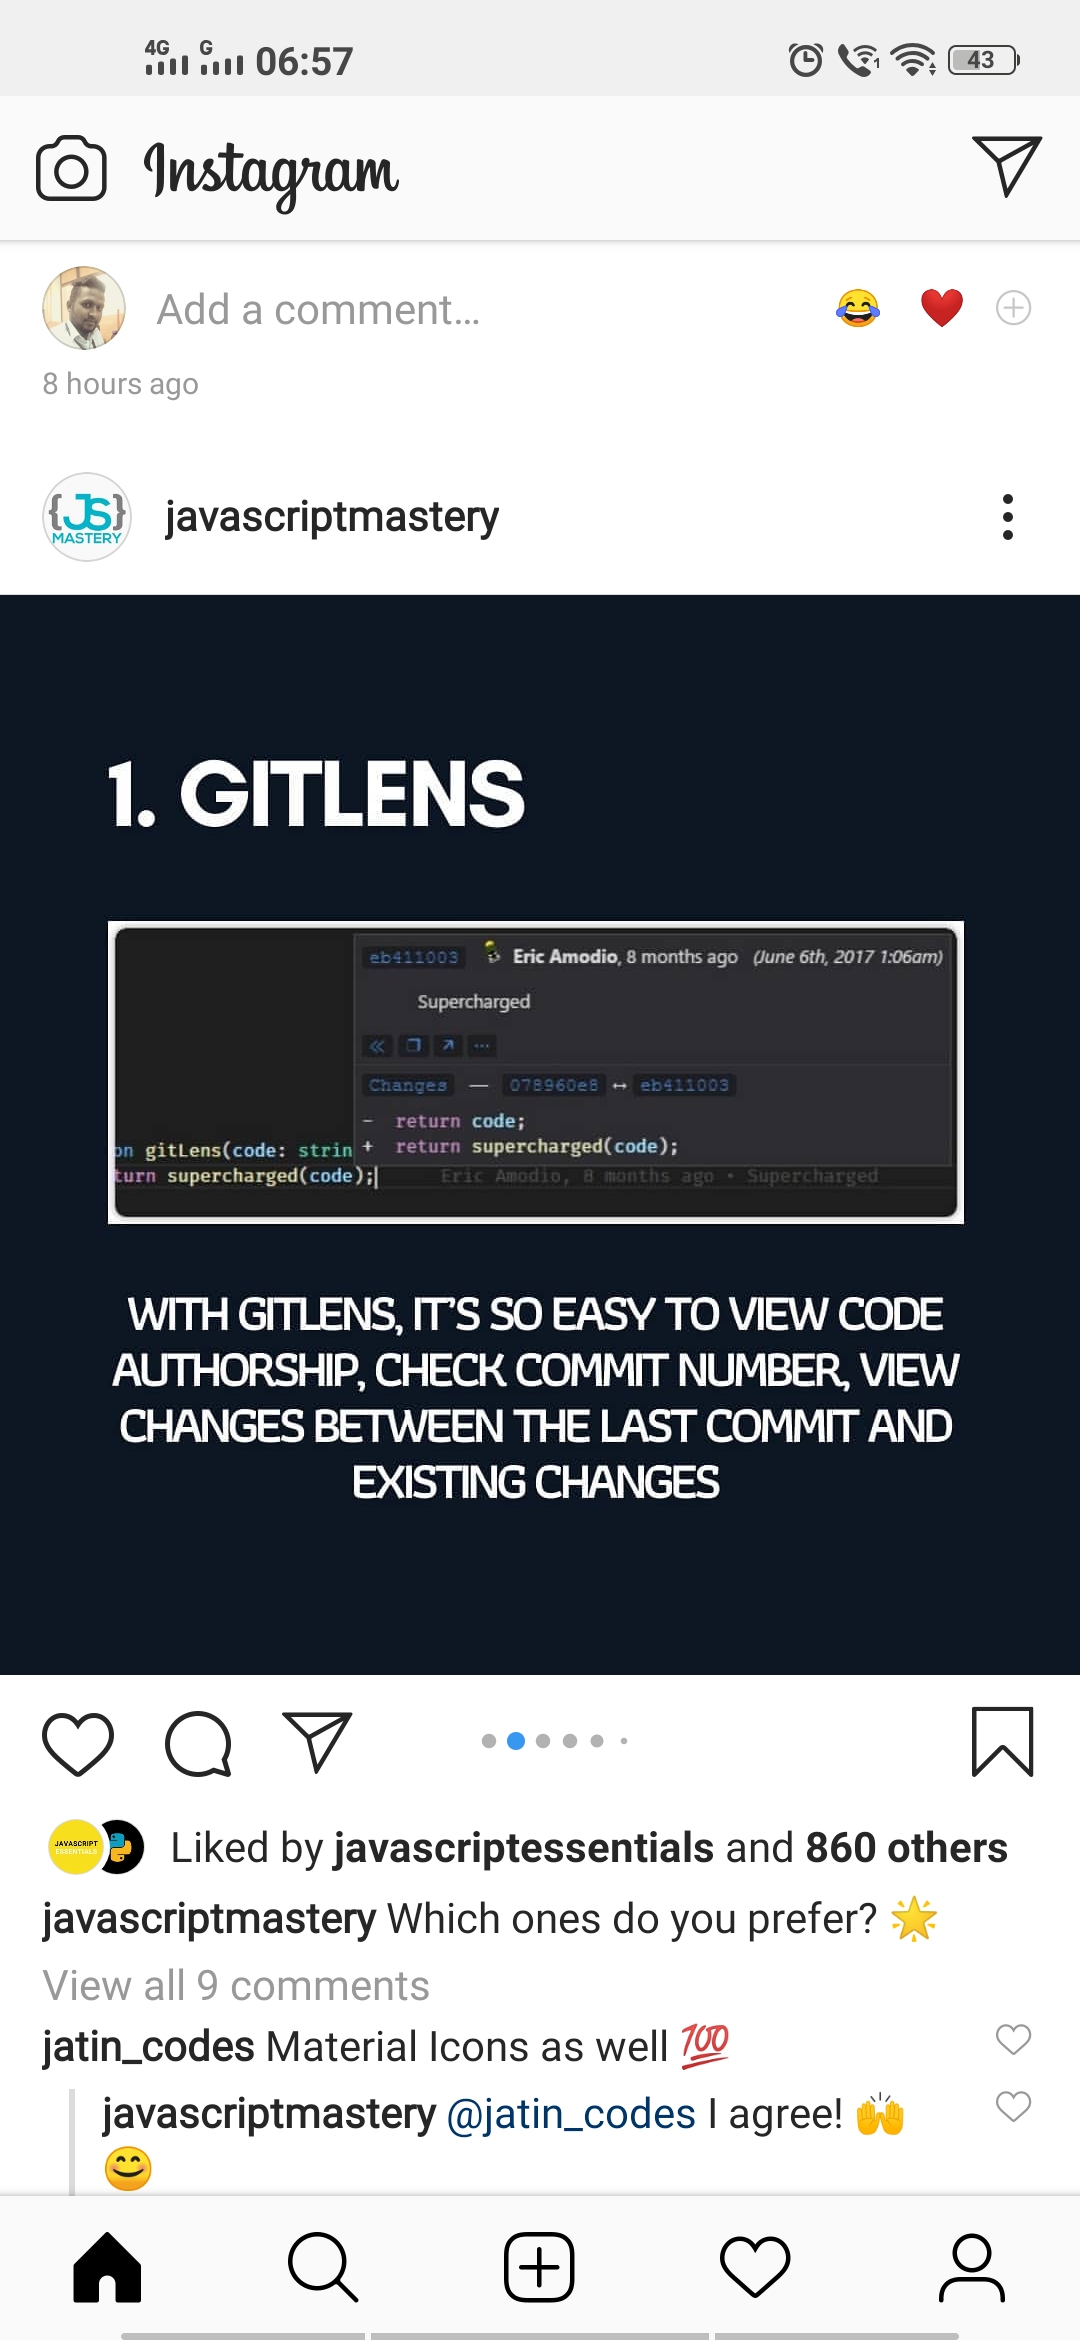 4G G 06:57 1 43
Instagram
Add a comment...
8 hours ago
{JS}
MASTERY
javascriptmastery
1. GITLENS
eb411003 Eric Amodio, 8 months ago (June 6th, 2017 1:06am)
Supercharged
Changes — 078960e8 ↔ eb411003
- return code;
on gitLens(code: strin + return supercharged(code);
turn supercharged(code); Eric Amodio, 8 months ago • Supercharged
WITH GITLENS, IT'S SO EASY TO VIEW CODE
AUTHORSHIP, CHECK COMMIT NUMBER, VIEW
CHANGES BETWEEN THE LAST COMMIT AND
EXISTING CHANGES
JAVASCRIPT
ESSENTIALS
Liked by javascriptessentials and 860 others
javascriptmastery Which ones do you prefer? 🌟
View all 9 comments
jatin_codes Material Icons as well 💯
javascriptmastery @jatin_codes I agree! 🙌
😊